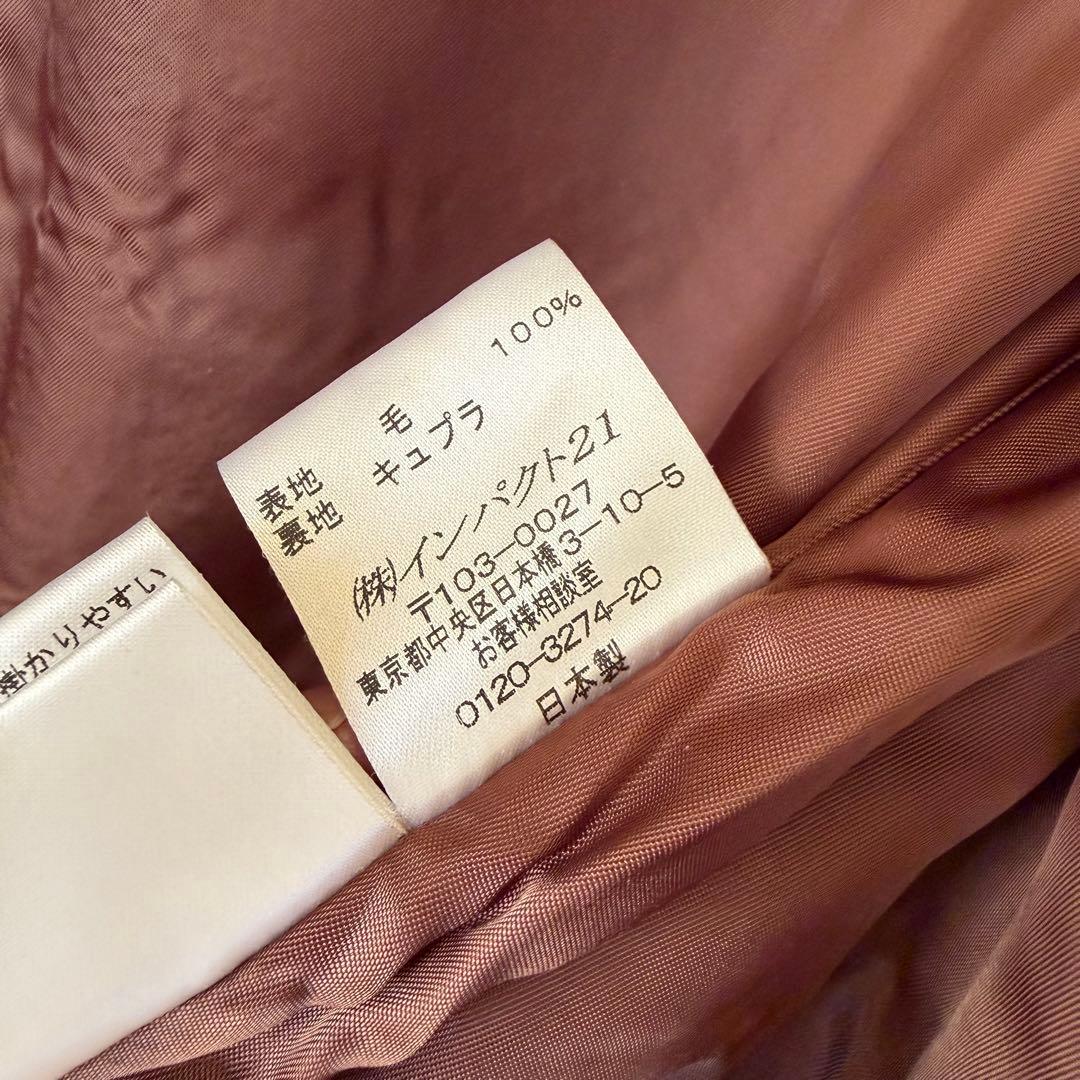 表地 毛 100%
裏地 キュプラ
(株)インパクト21
〒103-0027
東京都中央区日本橋3-10-5
お客様相談室
0120-3274-20
日本製
掛かりやすい